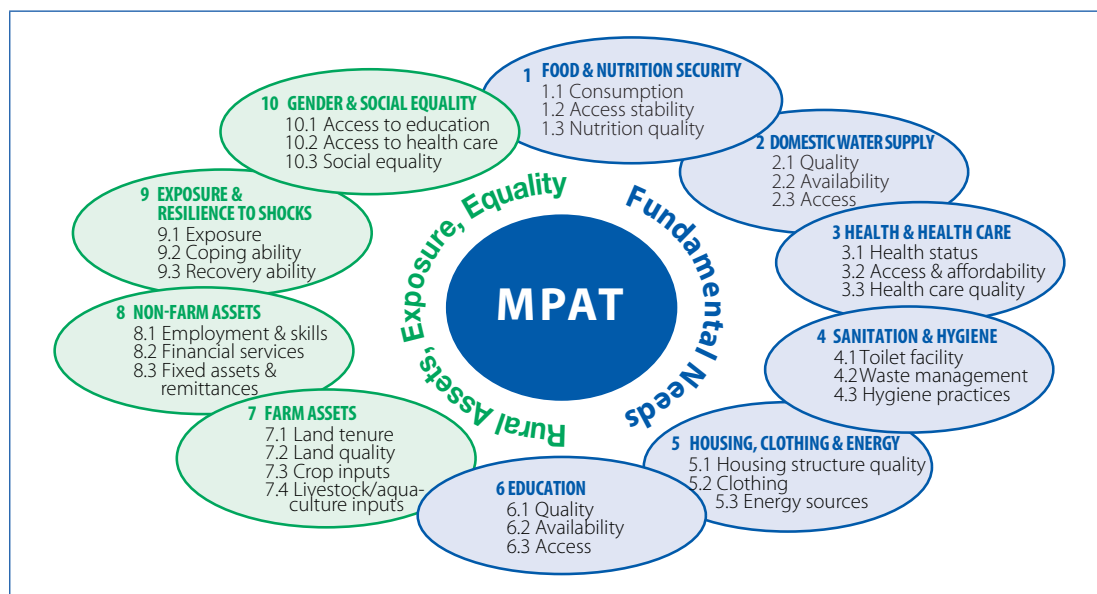 1 FOOD & NUTRITION SECURITY
1.1 Consumption
1.2 Access stability
1.3 Nutrition quality
2 DOMESTIC WATER SUPPLY
2.1 Quality
2.2 Availability
2.3 Access
3 HEALTH & HEALTH CARE
3.1 Health status
3.2 Access & affordability
3.3 Health care quality
4 SANITATION & HYGIENE
4.1 Toilet facility
4.2 Waste management
4.3 Hygiene practices
5 HOUSING, CLOTHING & ENERGY
5.1 Housing structure quality
5.2 Clothing
5.3 Energy sources
6 EDUCATION
6.1 Quality
6.2 Availability
6.3 Access
7 FARM ASSETS
7.1 Land tenure
7.2 Land quality
7.3 Crop inputs
7.4 Livestock/aqua-
culture inputs
8 NON-FARM ASSETS
8.1 Employment & skills
8.2 Financial services
8.3 Fixed assets &
remittances
9 EXPOSURE &
RESILIENCE TO SHOCKS
9.1 Exposure
9.2 Coping ability
9.3 Recovery ability
10 GENDER & SOCIAL EQUALITY
10.1 Access to education
10.2 Access to health care
10.3 Social equality
Rural Assets, Exposure, Equality
Fundamental Needs
MPAT